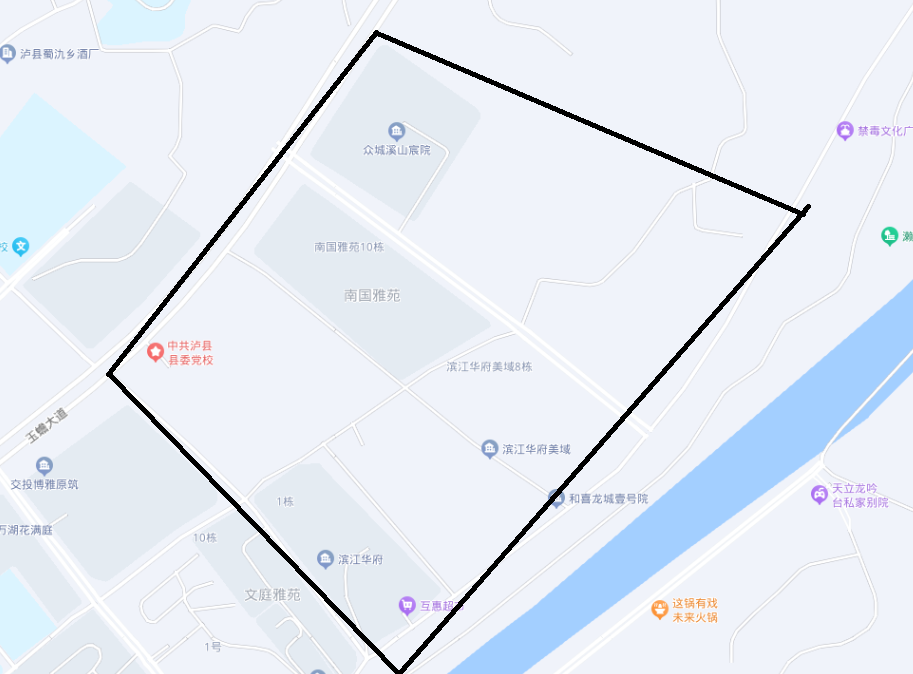 泸县蜀氿乡酒厂
禁毒文化广
众城溪山宸院
校
濑
南国雅苑10栋
南国雅苑
中共泸县
县委党校
滨江华府美域8栋
玉蟾大道
滨江华府美域
交投博雅原筑
和喜龙城壹号院
天立龙吟
台私家别院
1栋
万湖花满庭
10栋
滨江华府
文庭雅苑
互惠超
这锅有戏
未来火锅
1号